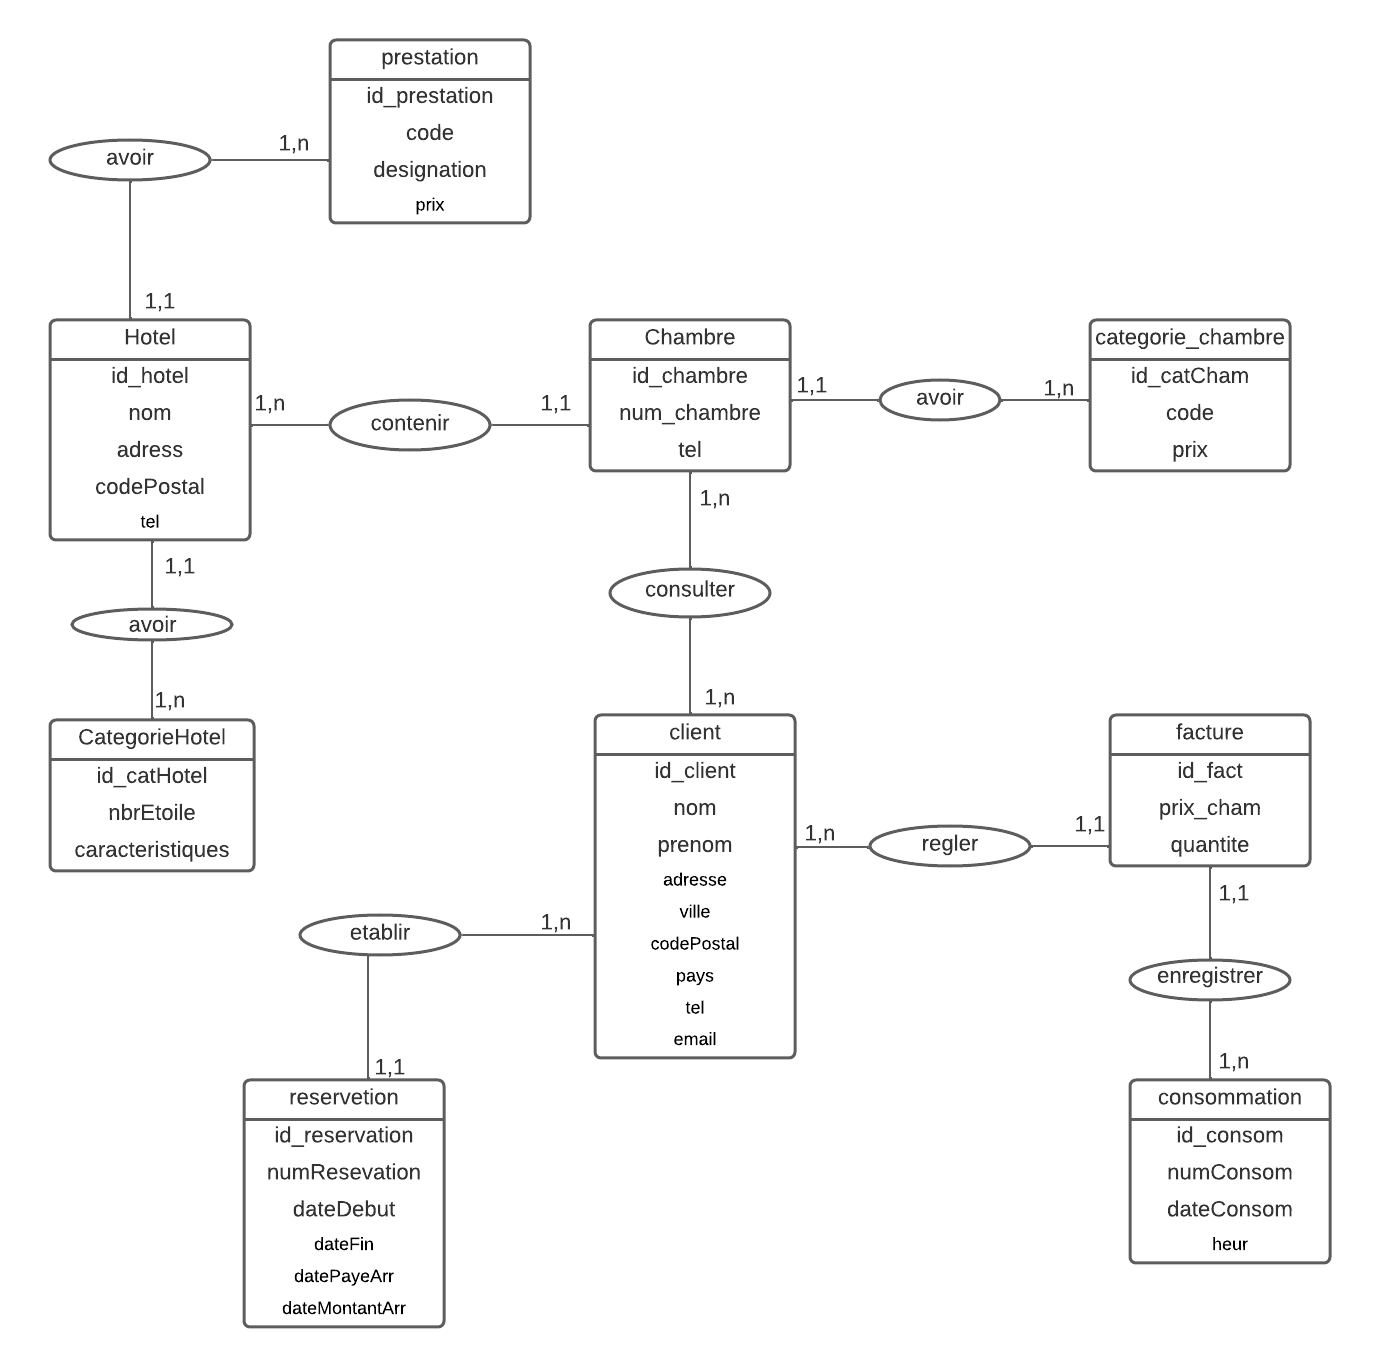 prestation
id_prestation
code
designation
prix
avoir
1,n
1,1
Hotel
id_hotel
nom
adress
codePostal
tel
1,n
contenir
1,1
Chambre
id_chambre
num_chambre
tel
1,1
avoir
1,n
categorie_chambre
id_catCham
code
prix
1,1
avoir
1,n
CategorieHotel
id_catHotel
nbrEtoile
caracteristiques
1,n
consulter
1,n
client
id_client
nom
prenom
adresse
ville
codePostal
pays
tel
email
1,n
regler
1,1
facture
id_fact
prix_cham
quantite
1,1
enregistrer
1,n
consommation
id_consom
numConsom
dateConsom
heur
etablir
1,n
1,1
reservetion
id_reservation
numResevation
dateDebut
dateFin
datePayeArr
dateMontantArr